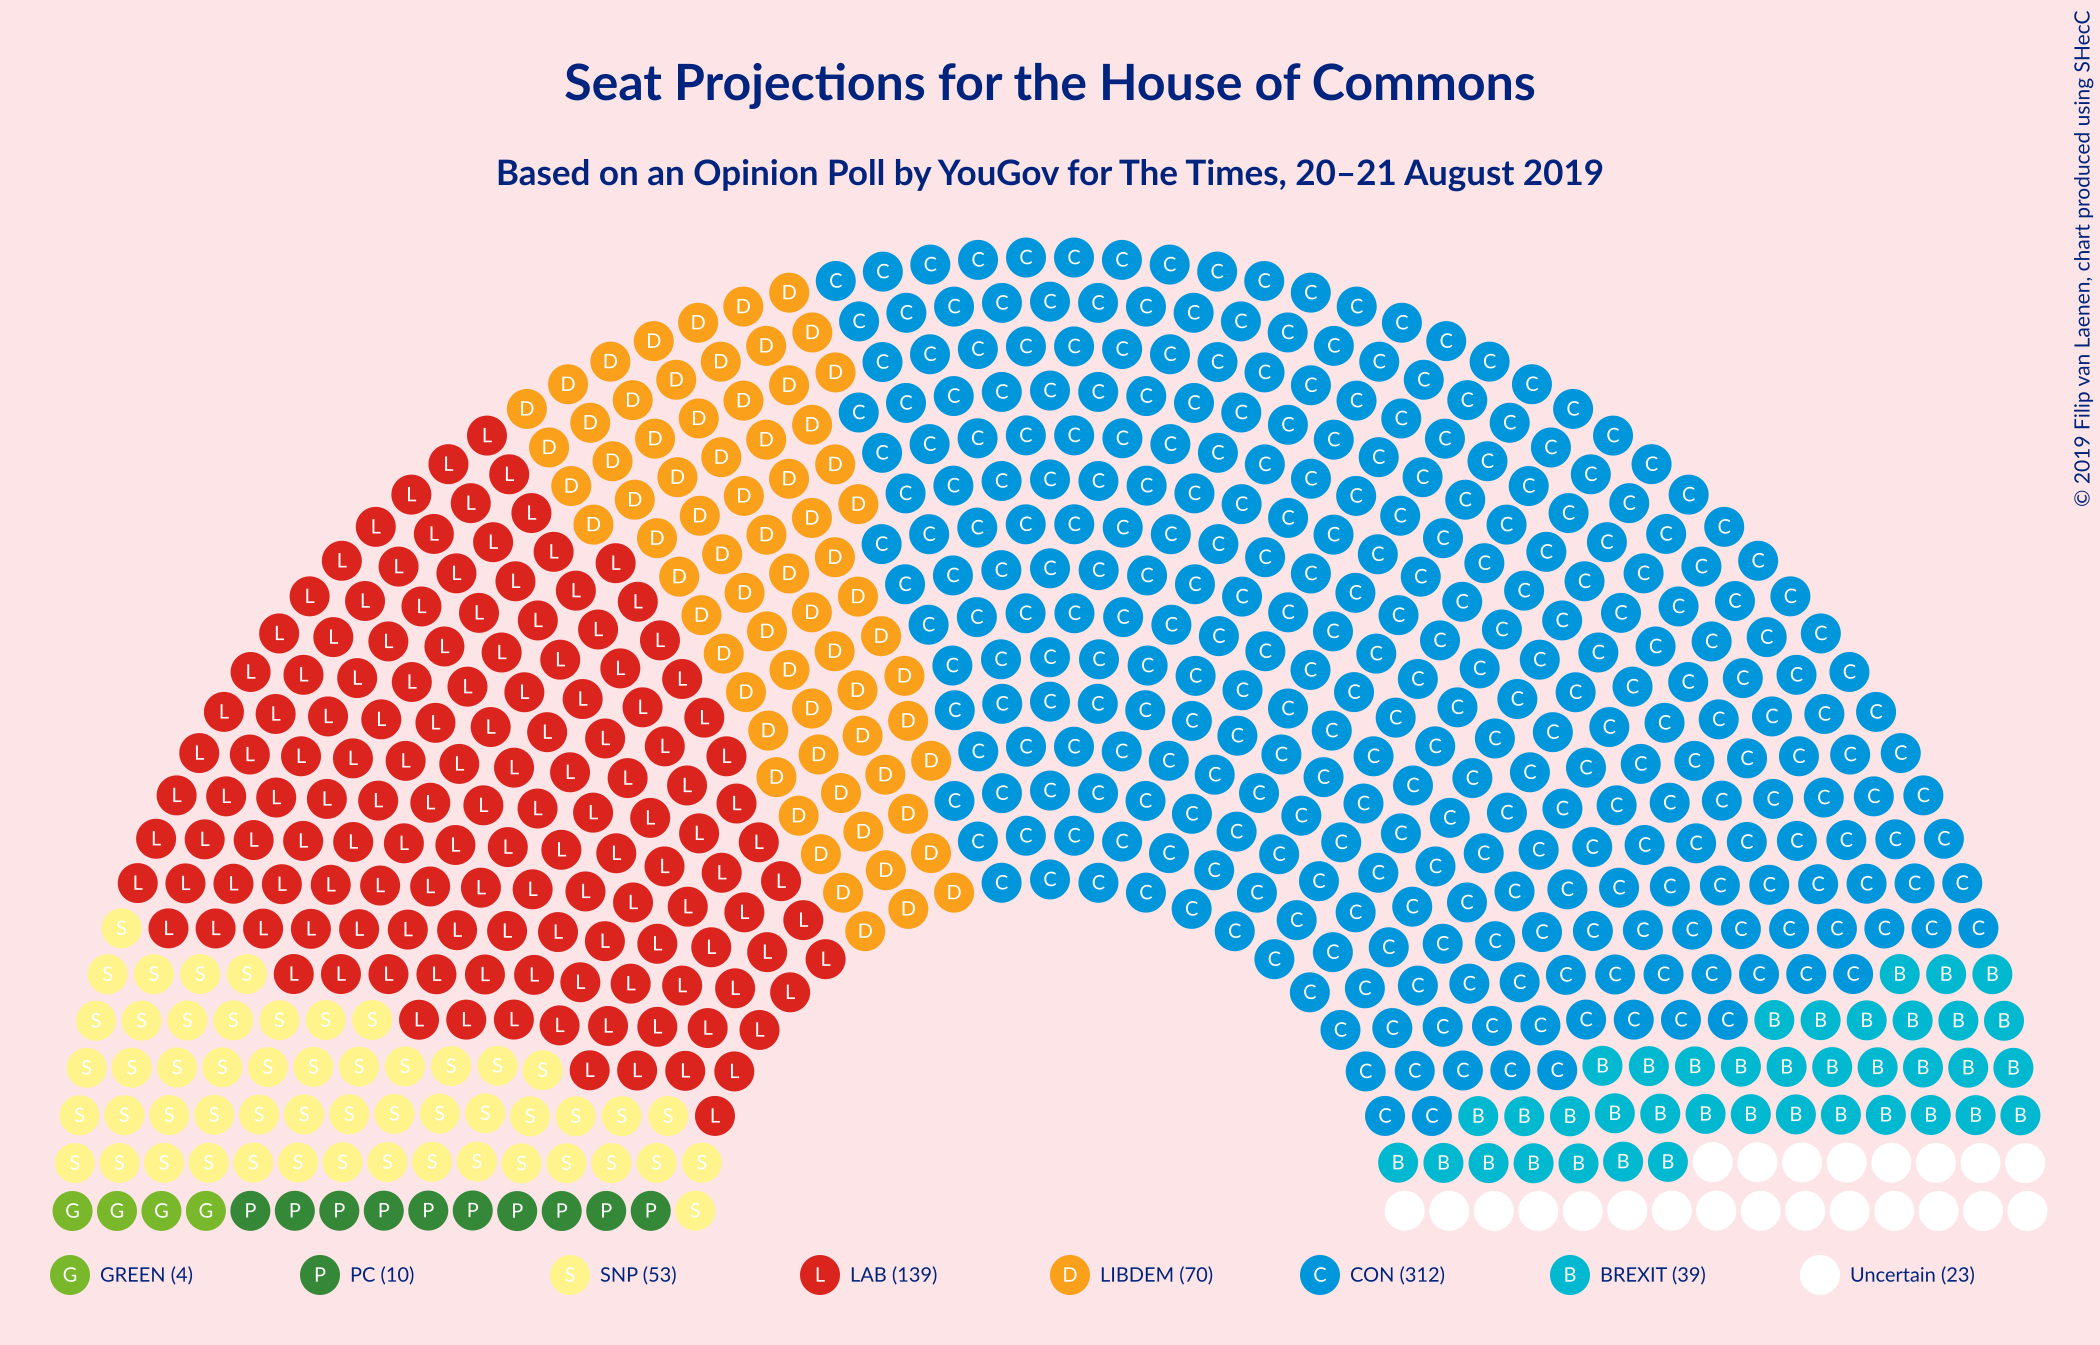 Seat Projections for the House of Commons
Based on an Opinion Poll by YouGov for The Times, 20–21 August 2019
© 2019 Filip van Laenen, chart produced using SHecC
G GREEN (4)
P PC (10)
S SNP (53)
L LAB (139)
D LIBDEM (70)
C CON (312)
B BREXIT (39)
Uncertain (23)